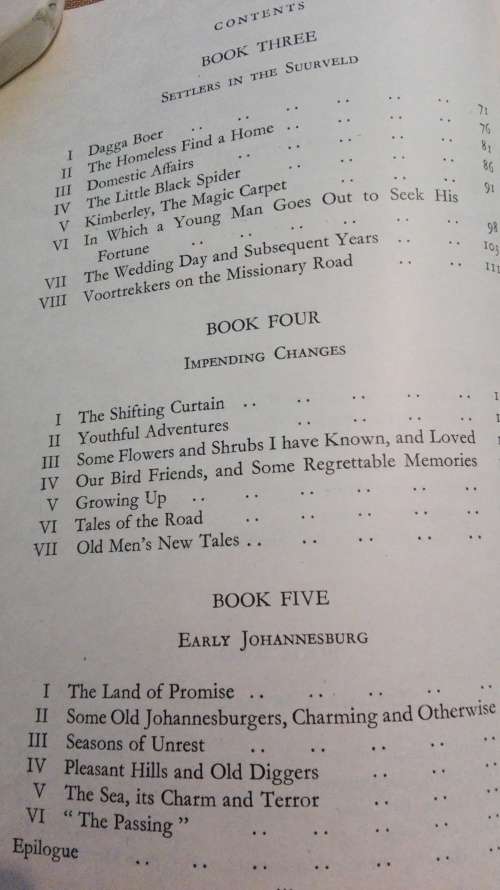 CONTENTS
BOOK THREE
SETTLERS IN THE SUURVELD
I Dagga Boer .. .. .. .. .. 71
II The Homeless Find a Home .. .. .. .. 76
III Domestic Affairs .. .. .. .. 81
IV The Little Black Spider .. .. .. .. 86
V Kimberley, The Magic Carpet .. .. .. 91
VI In Which a Young Man Goes Out to Seek His
Fortune .. .. .. .. .. .. 98
VII The Wedding Day and Subsequent Years .. .. 105
VIII Voortrekkers on the Missionary Road .. .. 111
BOOK FOUR
IMPENDING CHANGES
I The Shifting Curtain .. .. .. .. ..
II Youthful Adventures .. .. .. ..
III Some Flowers and Shrubs I have Known, and Loved
IV Our Bird Friends, and Some Regrettable Memories
V Growing Up .. .. .. .. .. ..
VI Tales of the Road .. .. .. .. ..
VII Old Men's New Tales .. .. .. .. ..
BOOK FIVE
EARLY JOHANNESBURG
I The Land of Promise .. .. .. .. ..
II Some Old Johannesburgers, Charming and Otherwise
III Seasons of Unrest .. .. .. .. ..
IV Pleasant Hills and Old Diggers .. .. ..
V The Sea, its Charm and Terror .. .. ..
VI "The Passing" .. .. .. .. ..
Epilogue .. .. .. .. .. .. ..